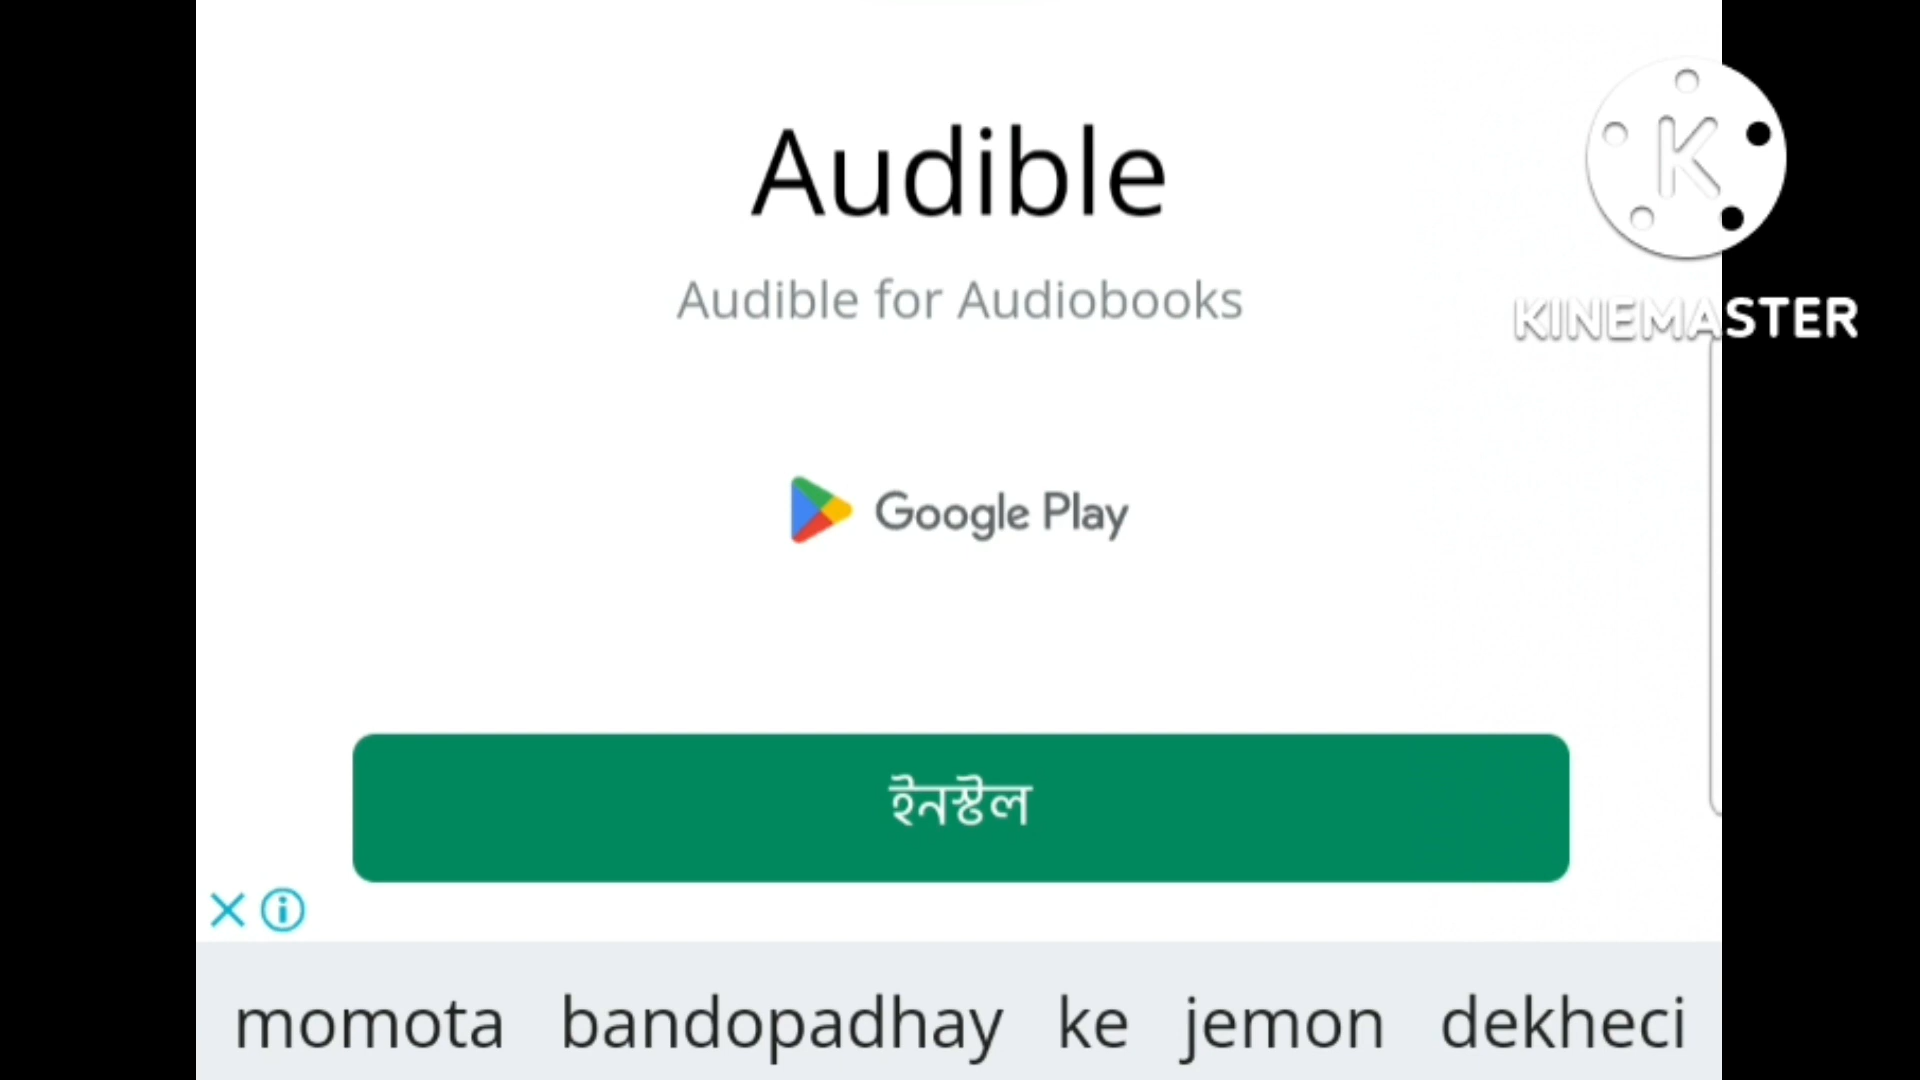 Audible
Audible for Audiobooks
K
KINEMASTER
Google Play
ইনস্টল
momota bandopadhay ke jemon dekheci